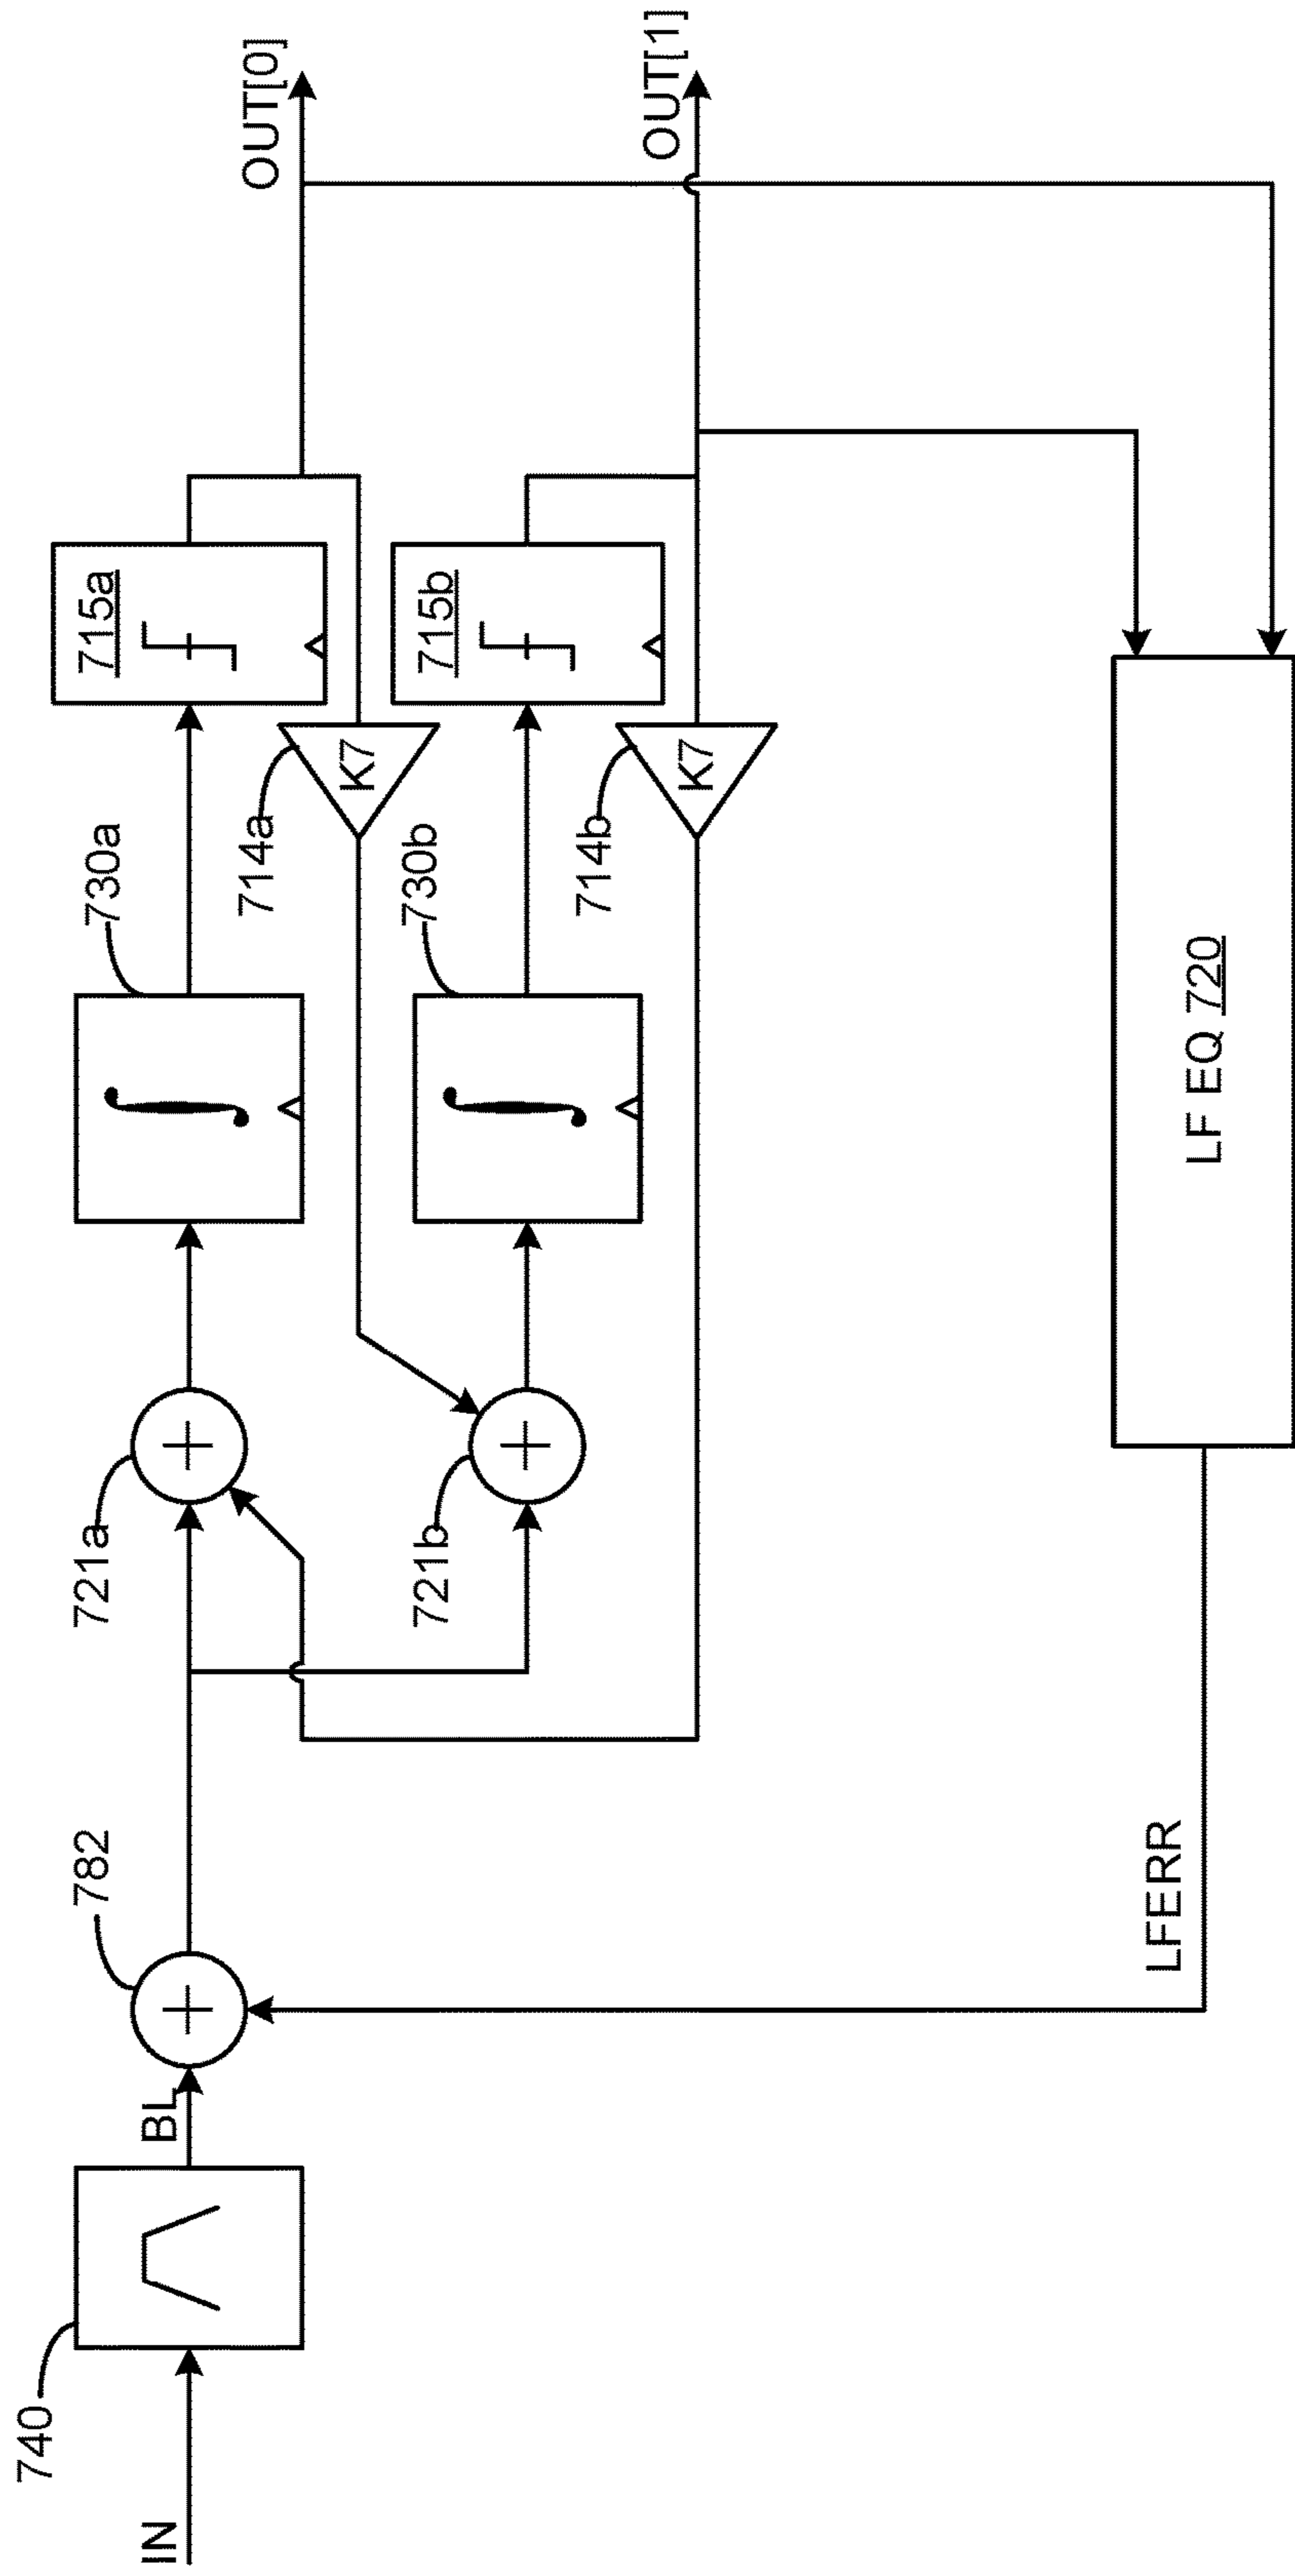 IN
740
BL
782
721a
730a
715a
OUT[0]
714a
K7
721b
730b
715b
OUT[1]
714b
K7
LFERR
LF EQ 720